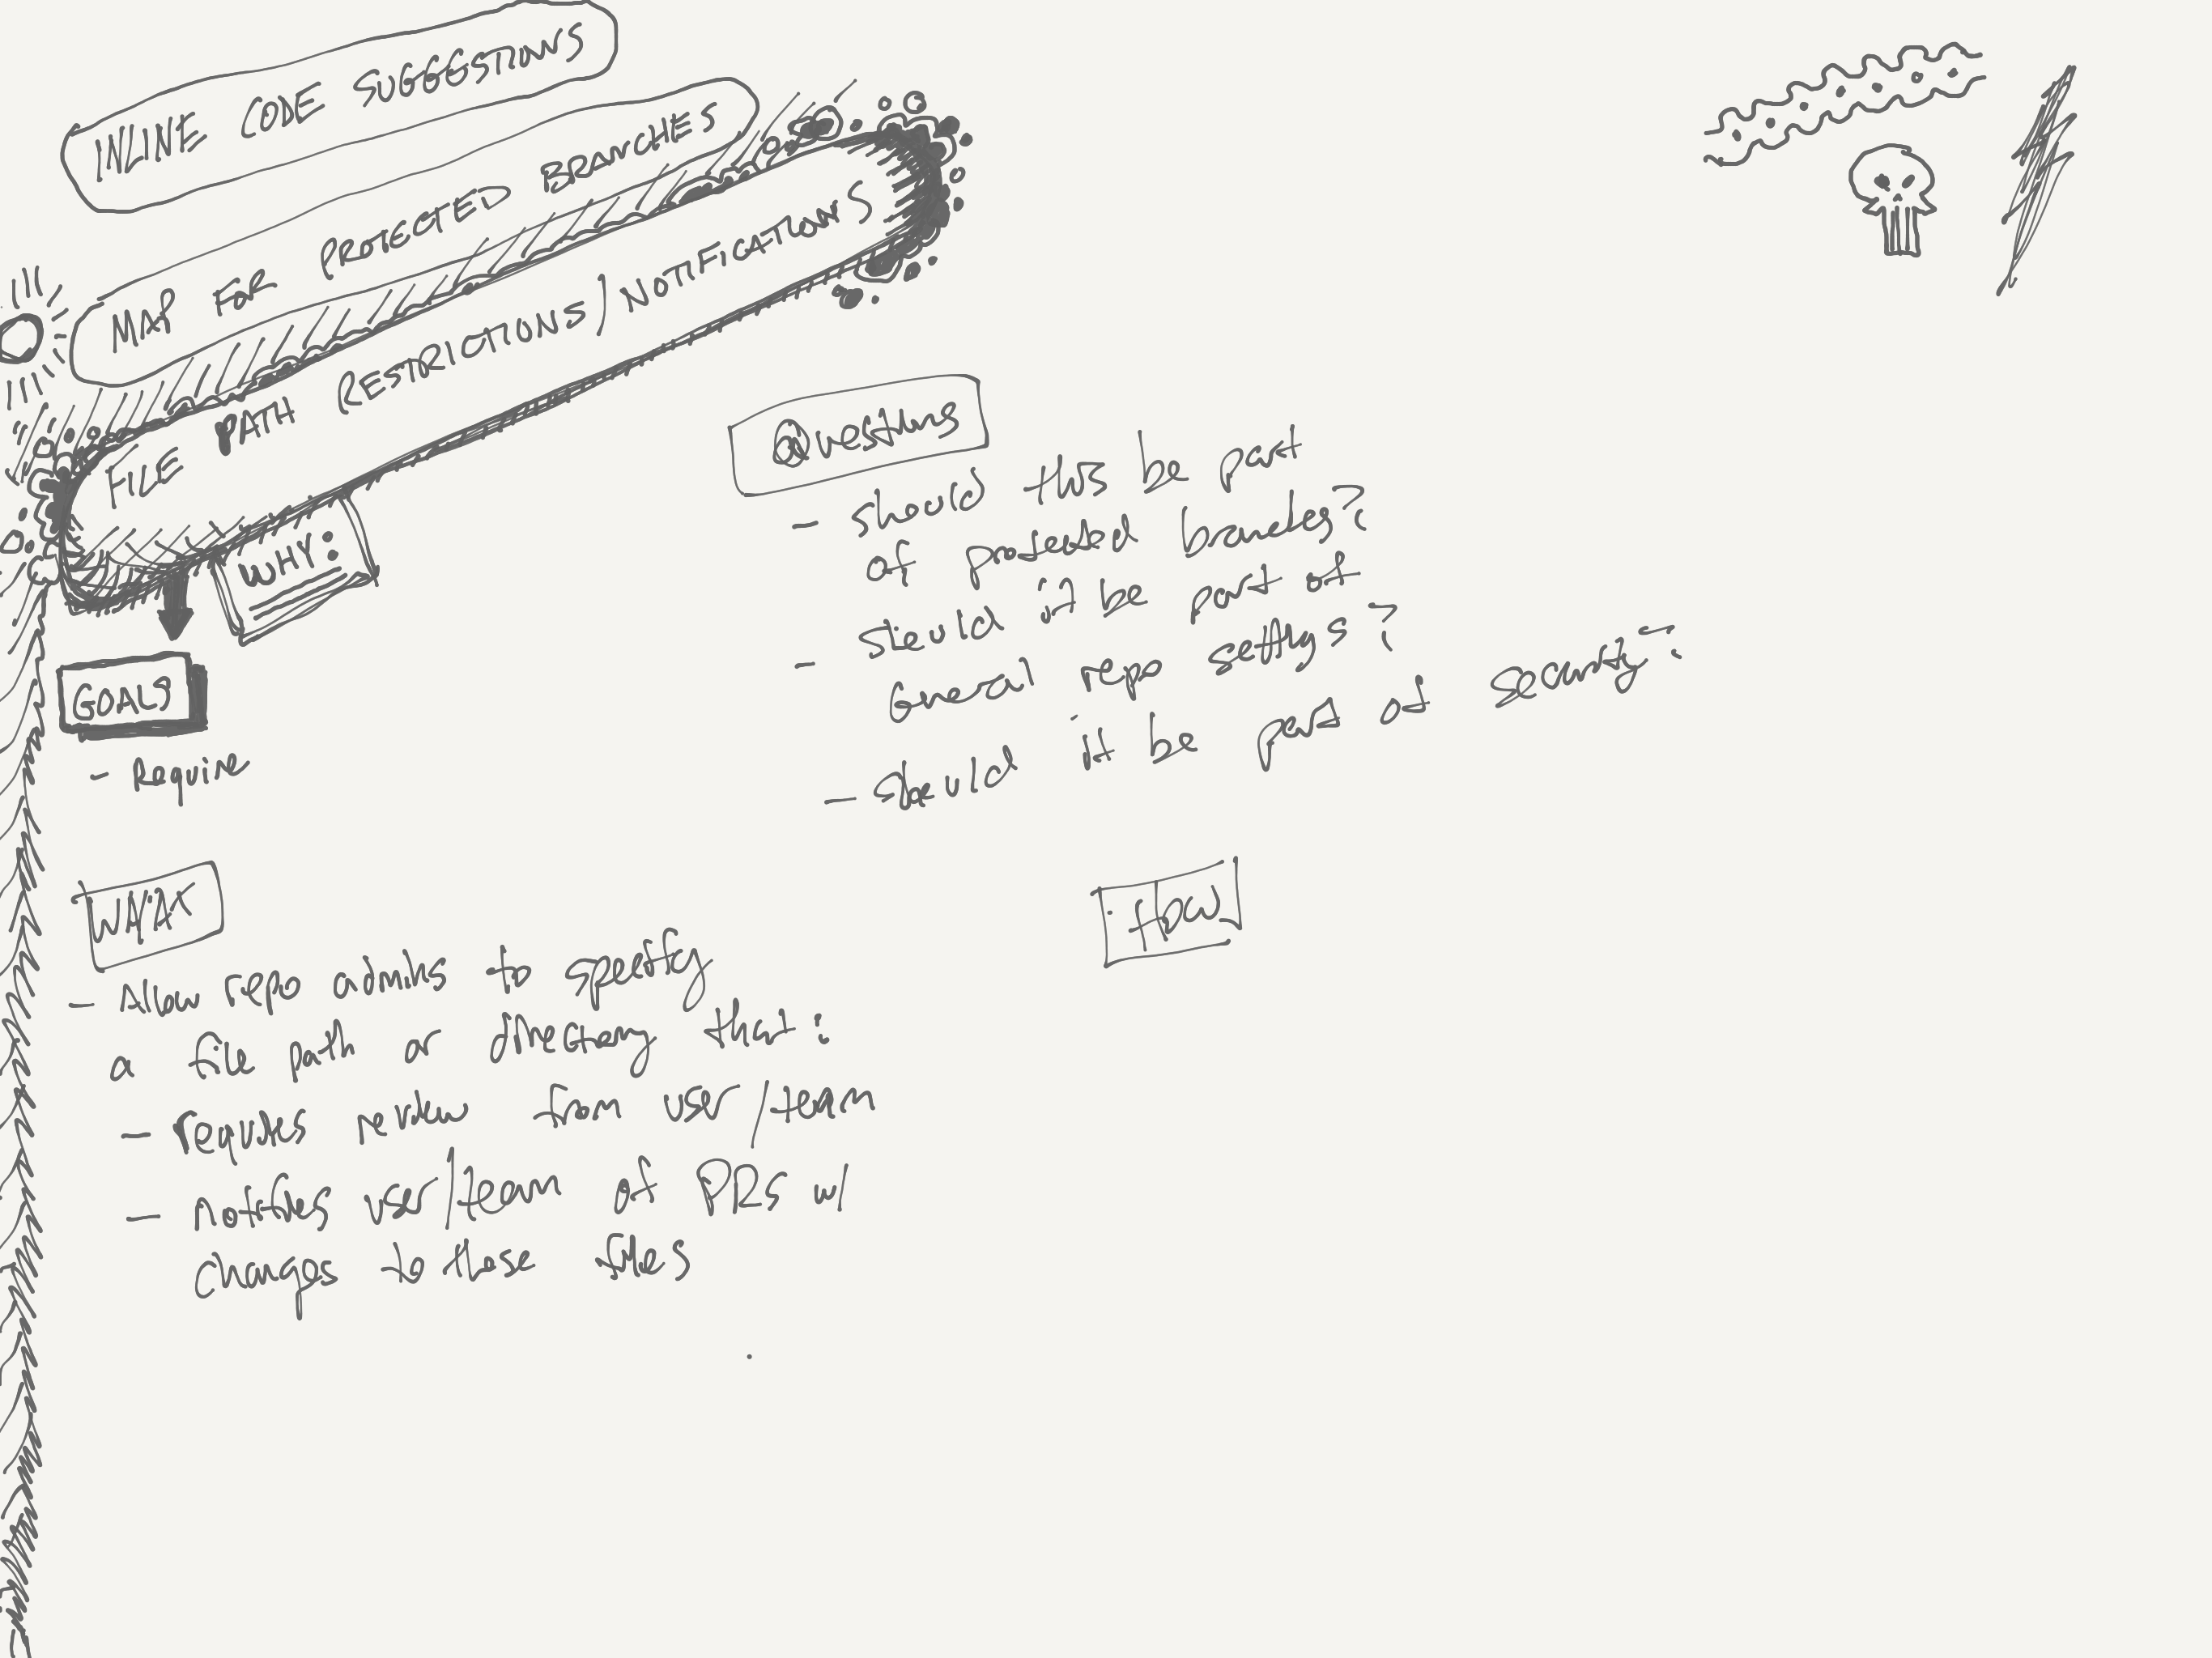 INLINE CODE SUGGGSTIONS
MAP FOR PROTECTED BRANCHES
FILE PATH RESTRICTIONS/NOTIFICATIONS
WHY:
GOALS
- Require
Questions
- Should this be part
of protected branches?
- Should it be part of
General repo settings?
- Should it be part of security?
WHAT
- Allow repo admins to specify
a file path or directory that:
- requires review from user/team
- notifies user/team of PRs w/
changes to those files
HOW